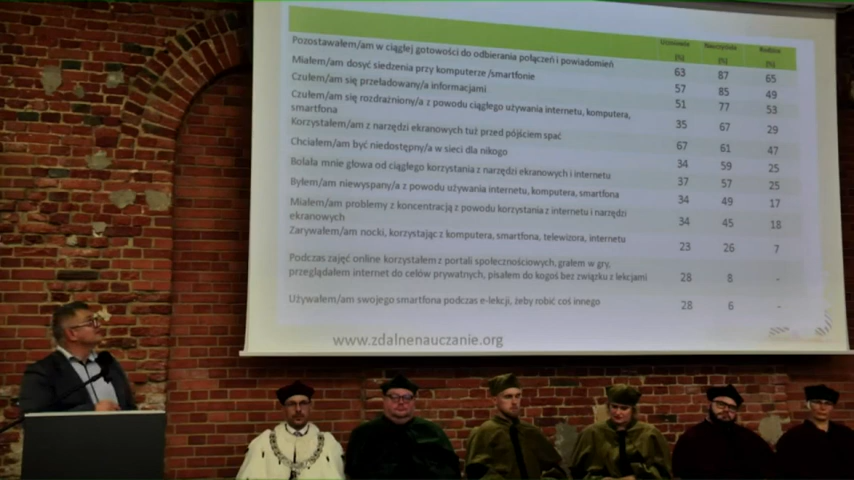 Uczniowie Nauczyciele Rodzice
(%) (%) (%)
Pozostawałem/am w ciągłej gotowości do odbierania połączeń i powiadomień 63 87 65
Miałem/am dosyć siedzenia przy komputerze /smartfonie 57 85 49
Czułem/am się przeładowany/a informacjami 51 77 53
Czułem/am się rozdrażniony/a z powodu ciągłego używania internetu, komputera,
smartfona 35 67 29
Korzystałem/am z narzędzi ekranowych tuż przed pójściem spać 67 61 47
Chciałem/am być niedostępny/a w sieci dla nikogo 34 59 25
Bolała mnie głowa od ciągłego korzystania z narzędzi ekranowych i internetu 37 57 25
Byłem/am niewyspany/a z powodu używania internetu, komputera, smartfona 34 49 17
Miałem/am problemy z koncentracją z powodu korzystania z internetu i narzędzi
ekranowych 34 45 18
Zarywałem/am nocki, korzystając z komputera, smartfona, telewizora, internetu 23 26 7
Podczas zajęć online korzystałem z portali społecznościowych, grałem w gry,
przeglądałem internet do celów prywatnych, pisałem do kogoś bez związku z lekcjami 28 8 -
Używałem/am swojego smartfona podczas e-lekcji, żeby robić coś innego 28 6 -
www.zdalnenauczanie.org